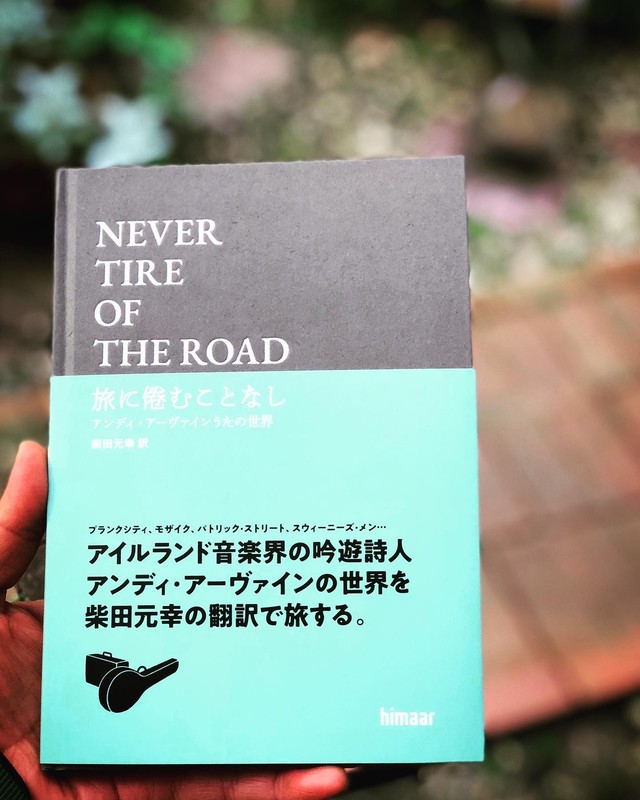 NEVER
TIRE
OF
THE ROAD
旅に倦むことなし
アンディ・アーヴァインうたの世界
柴田元幸 訳
プランクシティ、モザイク、パトリック・ストリート、スウィーニーズ・メン…
アイルランド音楽界の吟遊詩人
アンディ・アーヴァインの世界を
柴田元幸の翻訳で旅する。
himaar